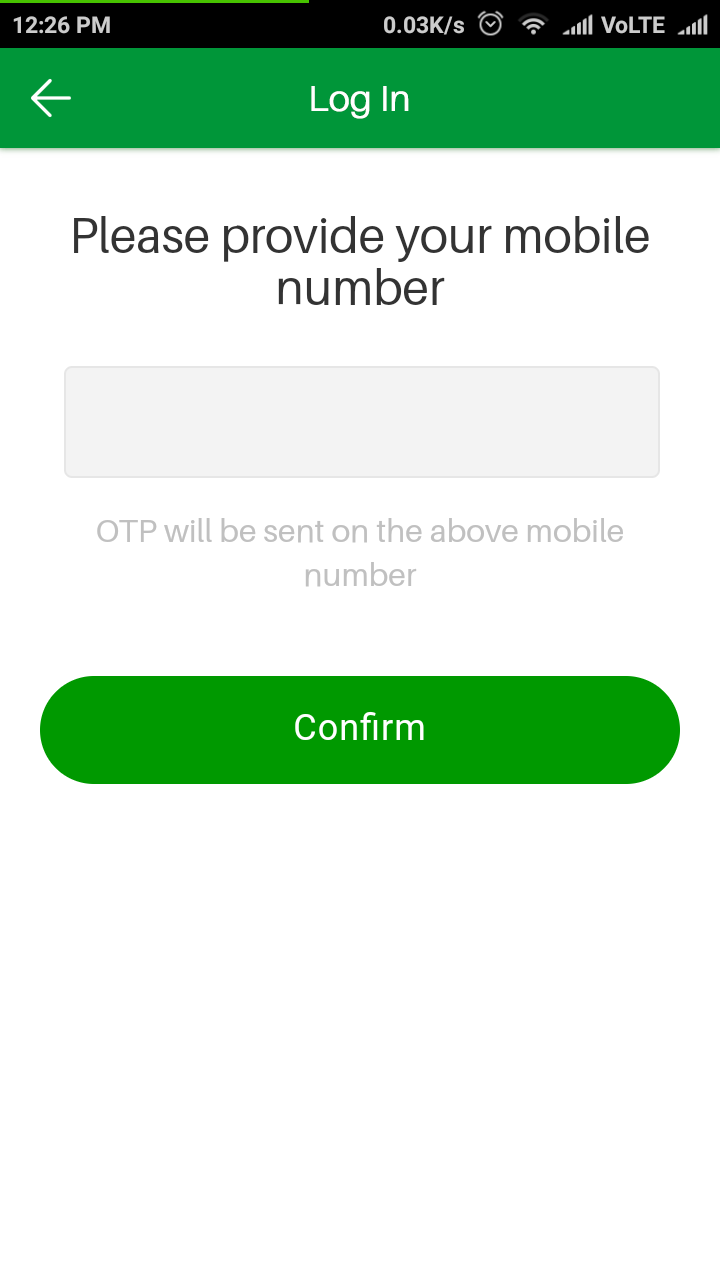 12:26 PM 0.03K/s VoLTE
Log In
Please provide your mobile
number
OTP will be sent on the above mobile
number
Confirm